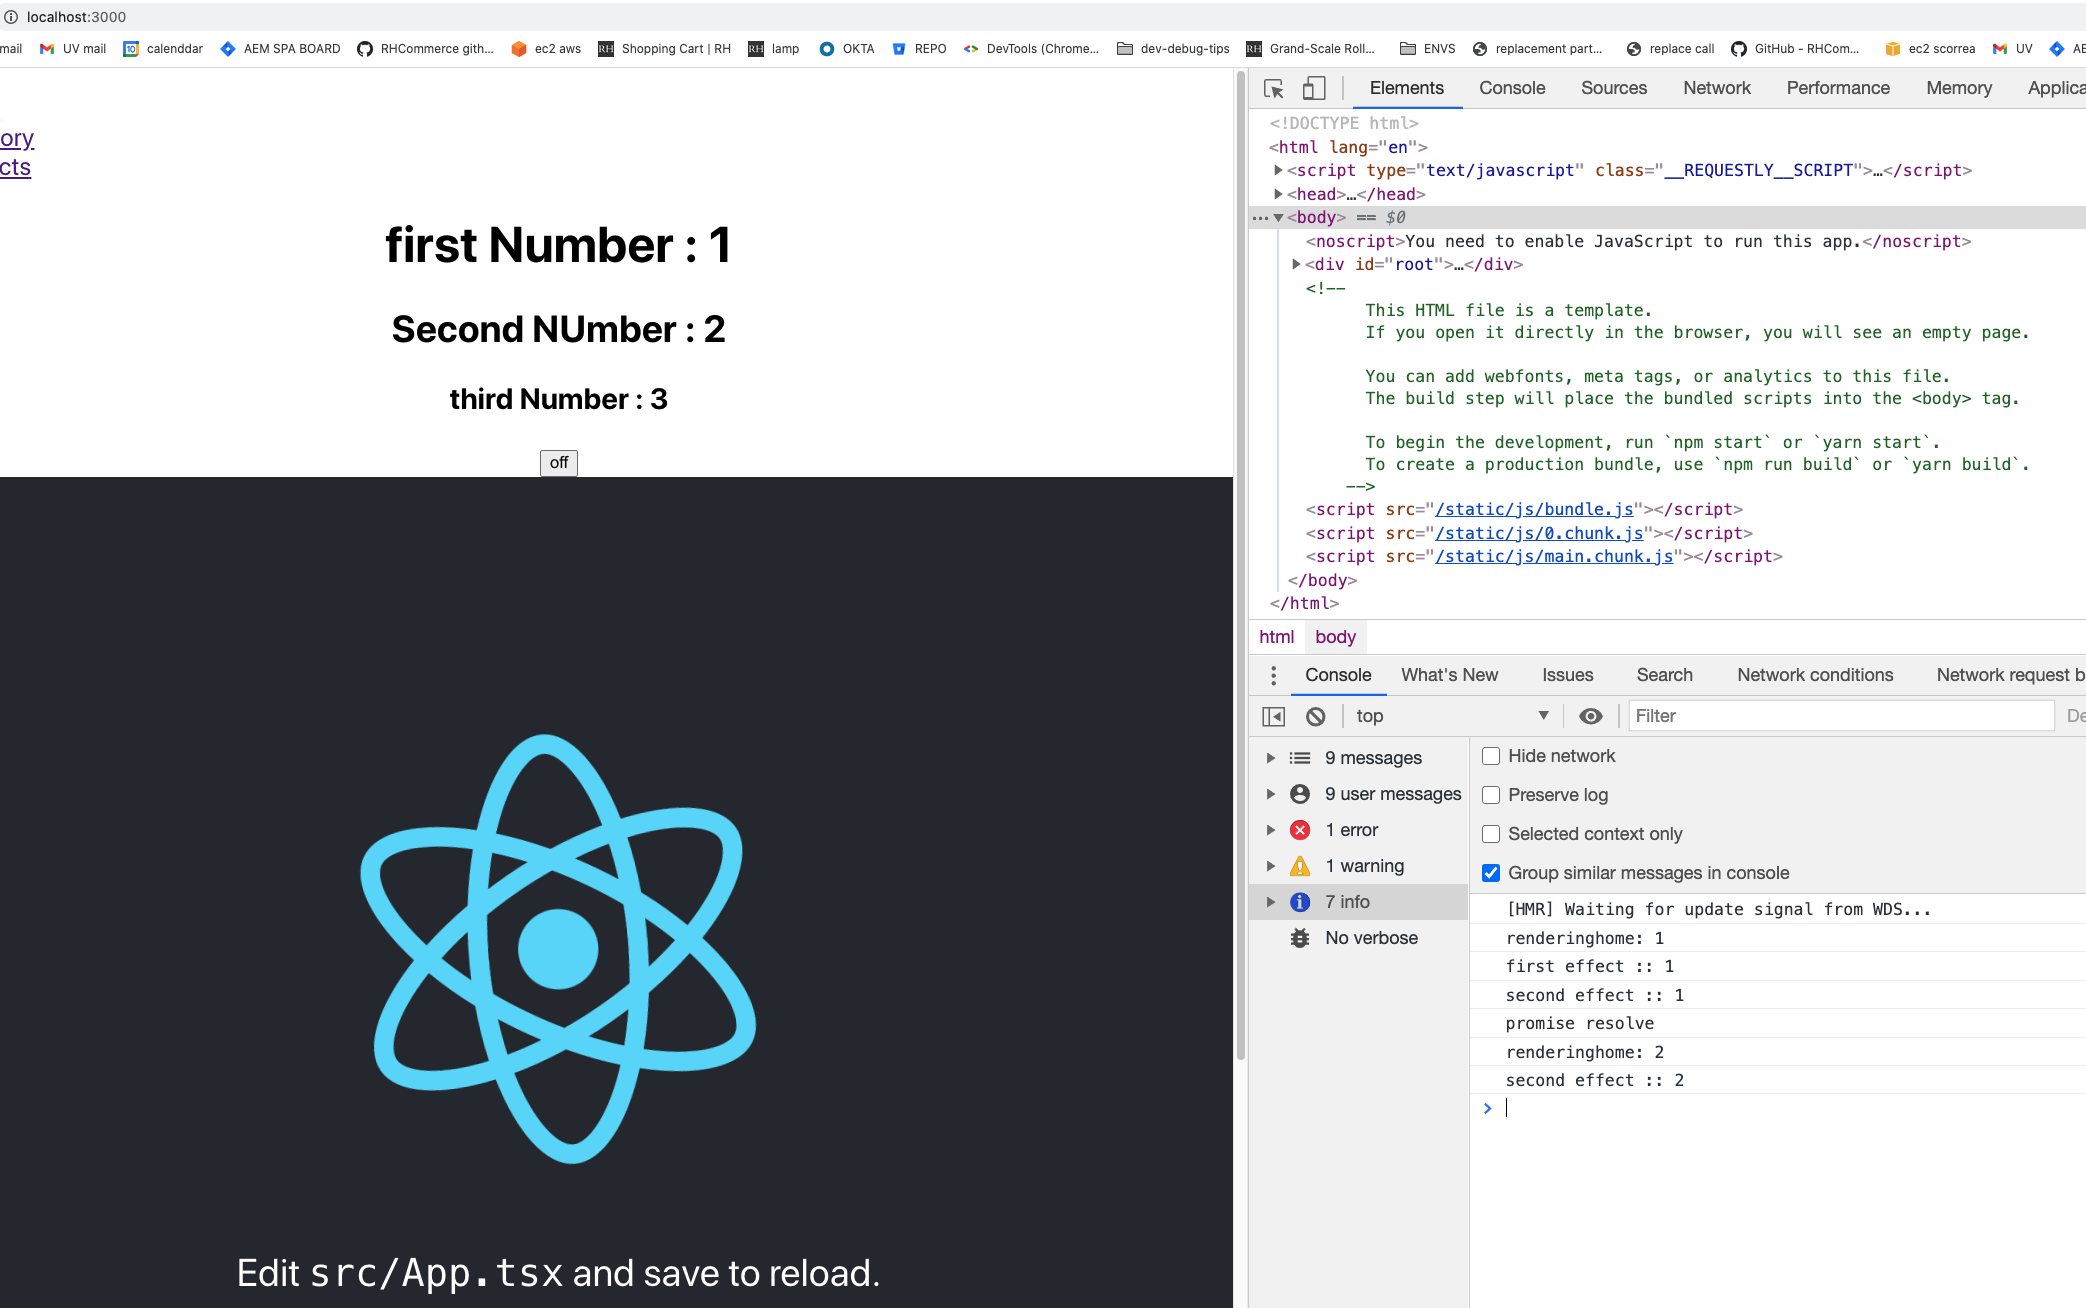 localhost:3000
mail UV mail calenddar AEM SPA BOARD RHCommerce gith... ec2 aws Shopping Cart | RH lamp OKTA REPO DevTools (Chrome... dev-debug-tips Grand-Scale Roll... ENVS replacement part... replace call GitHub - RHCom... ec2 scorrea UV AE
ory
cts
first Number : 1
Second NUmber : 2
third Number : 3
off
Edit src/App.tsx and save to reload.
Elements Console Sources Network Performance Memory Applica
<!DOCTYPE html>
<html lang="en">
<script type="text/javascript" class="__REQUESTLY__SCRIPT">…</script>
<head>…</head>
<body> == $0
<noscript>You need to enable JavaScript to run this app.</noscript>
<div id="root">…</div>
<!--
This HTML file is a template.
If you open it directly in the browser, you will see an empty page.
You can add webfonts, meta tags, or analytics to this file.
The build step will place the bundled scripts into the <body> tag.
To begin the development, run `npm start` or `yarn start`.
To create a production bundle, use `npm run build` or `yarn build`.
-->
<script src="/static/js/bundle.js"></script>
<script src="/static/js/0.chunk.js"></script>
<script src="/static/js/main.chunk.js"></script>
</body>
</html>
html body
Console What's New Issues Search Network conditions Network request b
top Filter De
9 messages
9 user messages
1 error
1 warning
7 info
No verbose
Hide network
Preserve log
Selected context only
Group similar messages in console
[HMR] Waiting for update signal from WDS...
renderinghome: 1
first effect :: 1
second effect :: 1
promise resolve
renderinghome: 2
second effect :: 2
>